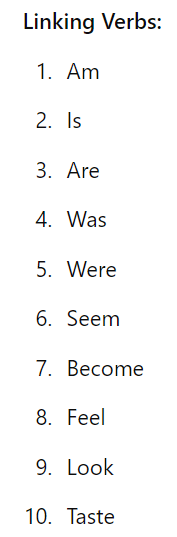 Linking Verbs:
1. Am
2. Is
3. Are
4. Was
5. Were
6. Seem
7. Become
8. Feel
9. Look
10. Taste